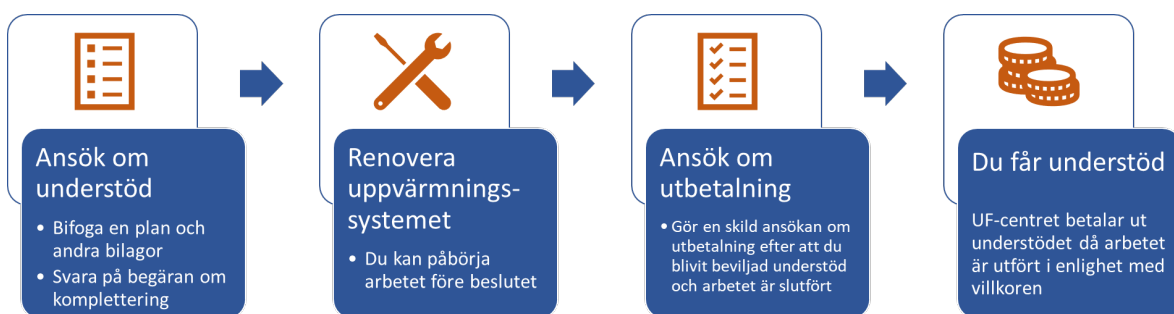 Ansök om
understöd
• Bifoga en plan och
andra bilagor
• Svara på begäran om
komplettering
Renovera
uppvärmnings-
systemet
• Du kan påbörja
arbetet före beslutet
Ansök om
utbetalning
• Gör en skild ansökan om
utbetalning efter att du
blivit beviljad understöd
och arbetet är slutfört
Du får understöd
UF-centret betalar ut
understödet då arbetet
är utfört i enlighet med
villkoren